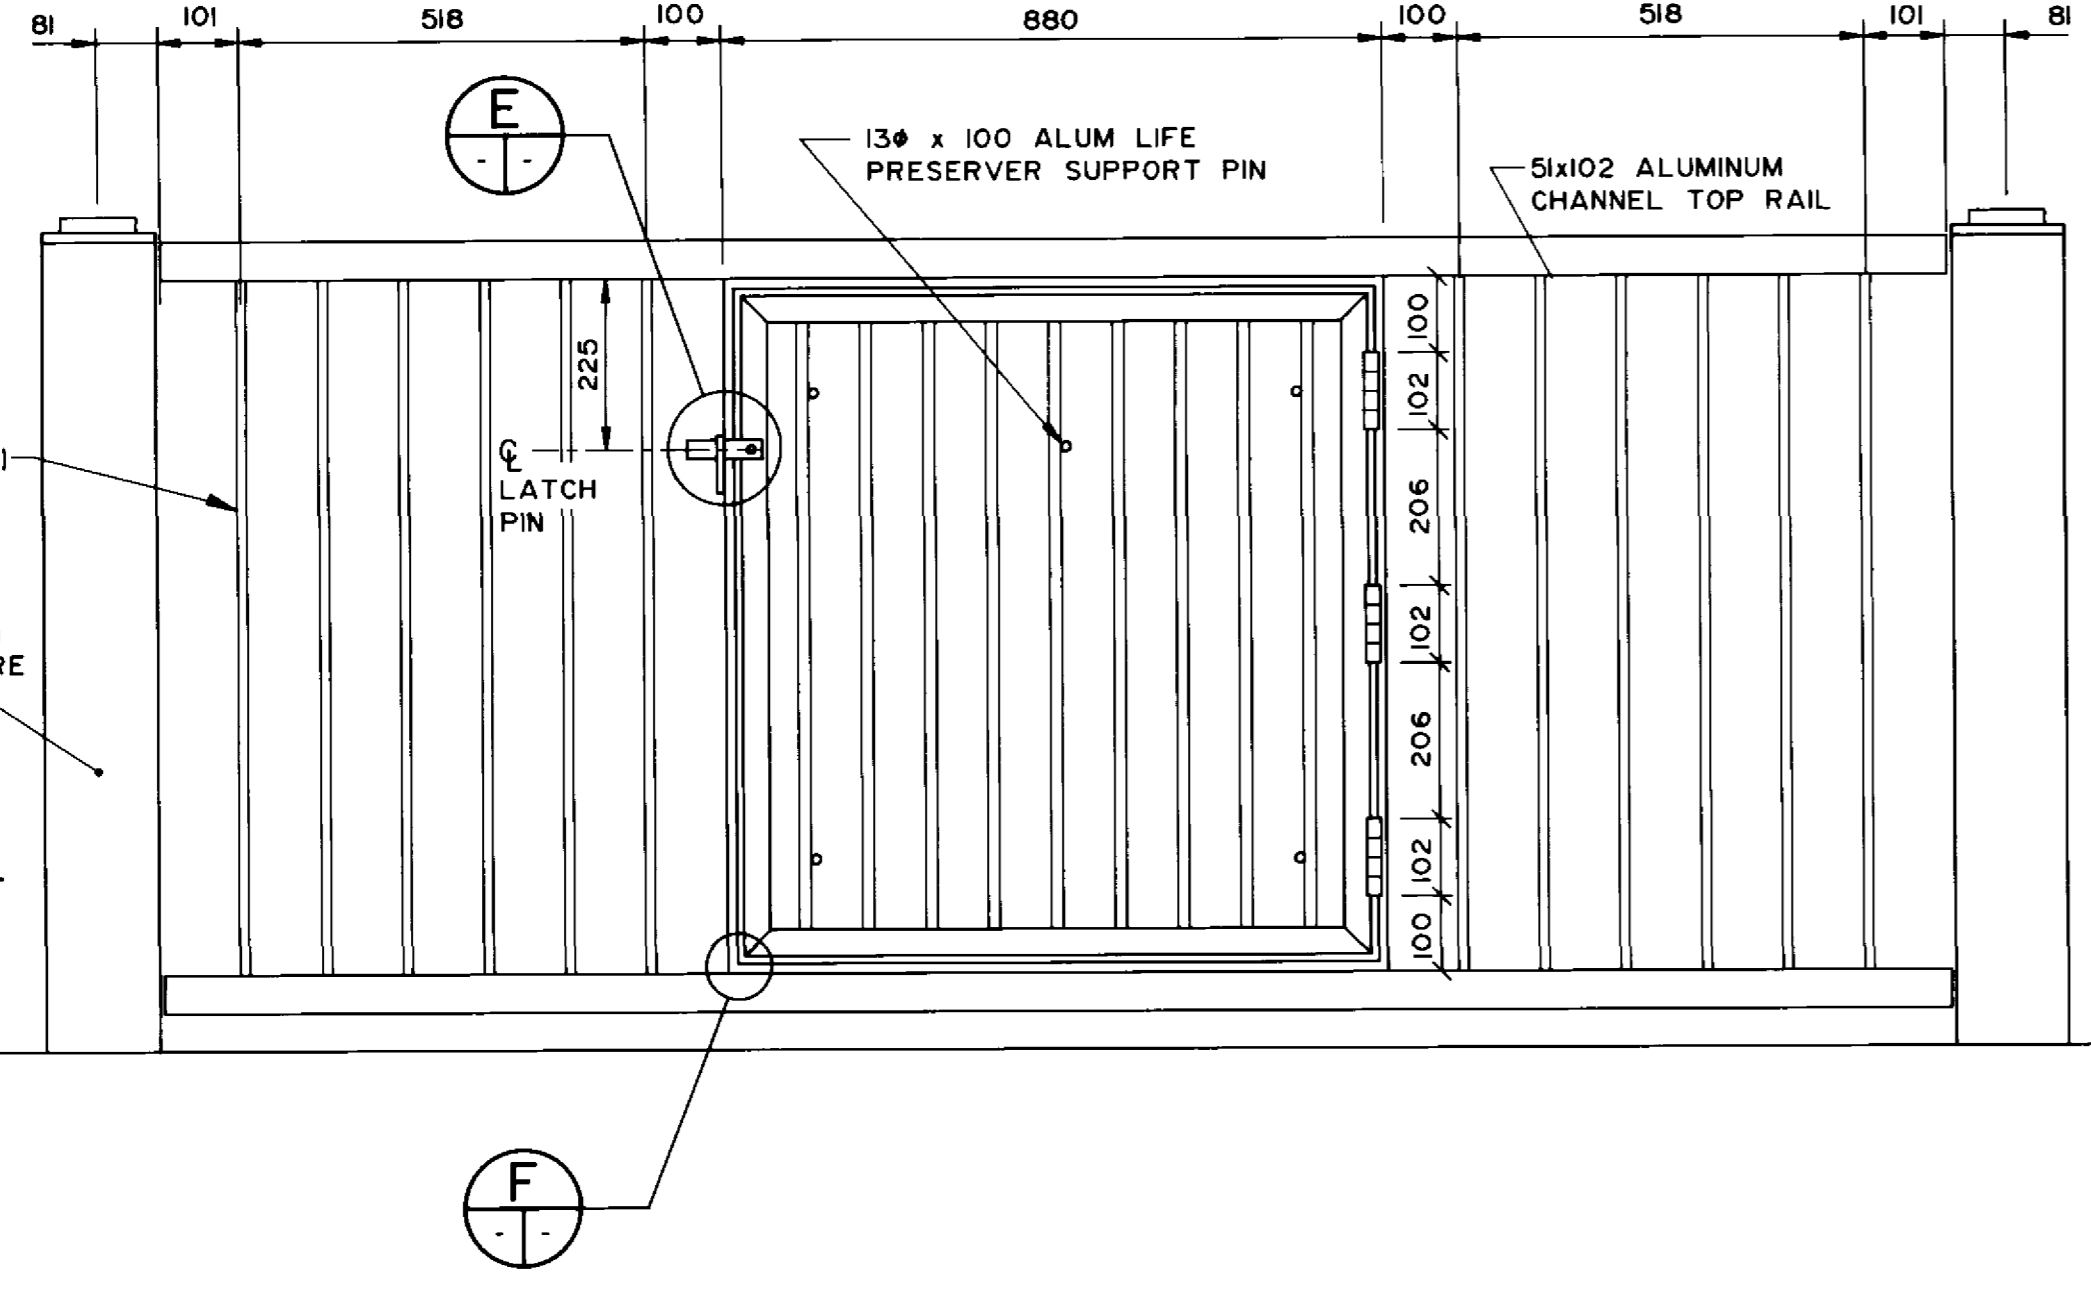 81 101 518 100 880 100 518 101 81
E
- -
13ø x 100 ALUM LIFE
PRESERVER SUPPORT PIN
51x102 ALUMINUM
CHANNEL TOP RAIL
225
100
102
206
102
206
102
100
℄
LATCH
PIN
)
RE
F
- -